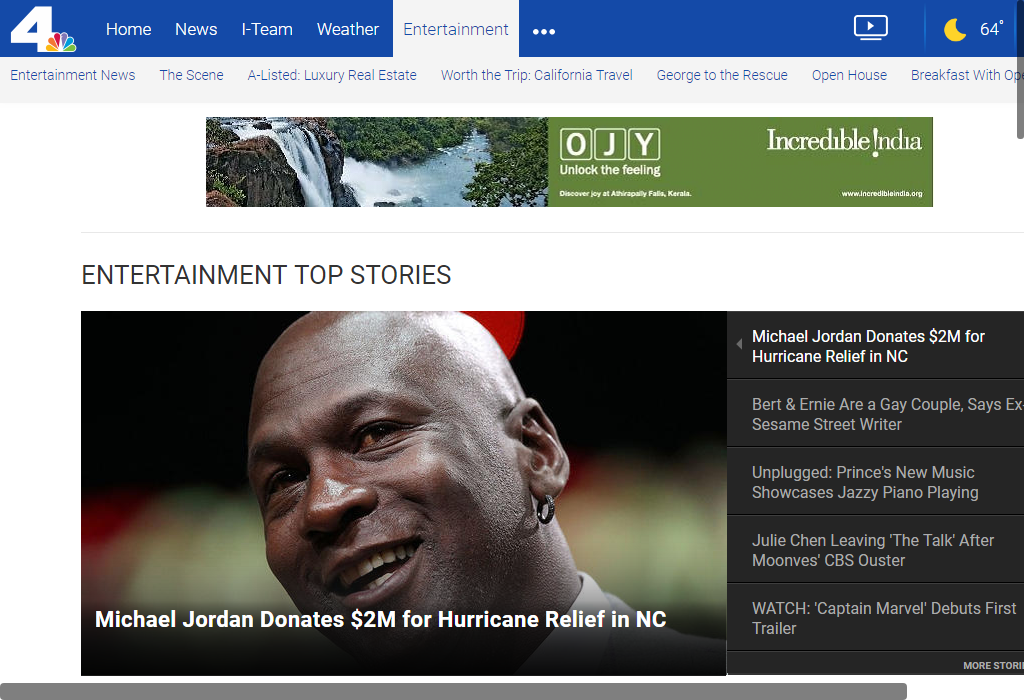 4
Home News I-Team Weather Entertainment •••
64°
Entertainment News The Scene A-Listed: Luxury Real Estate Worth the Trip: California Travel George to the Rescue Open House Breakfast With Ope
OJY
Unlock the feeling
Discover joy at Athirapally Falls, Kerala.
Incredible !ndia
www.incredibleindia.org
ENTERTAINMENT TOP STORIES
Michael Jordan Donates $2M for Hurricane Relief in NC
Michael Jordan Donates $2M for
Hurricane Relief in NC
Bert & Ernie Are a Gay Couple, Says Ex-
Sesame Street Writer
Unplugged: Prince's New Music
Showcases Jazzy Piano Playing
Julie Chen Leaving 'The Talk' After
Moonves' CBS Ouster
WATCH: 'Captain Marvel' Debuts First
Trailer
MORE STORI